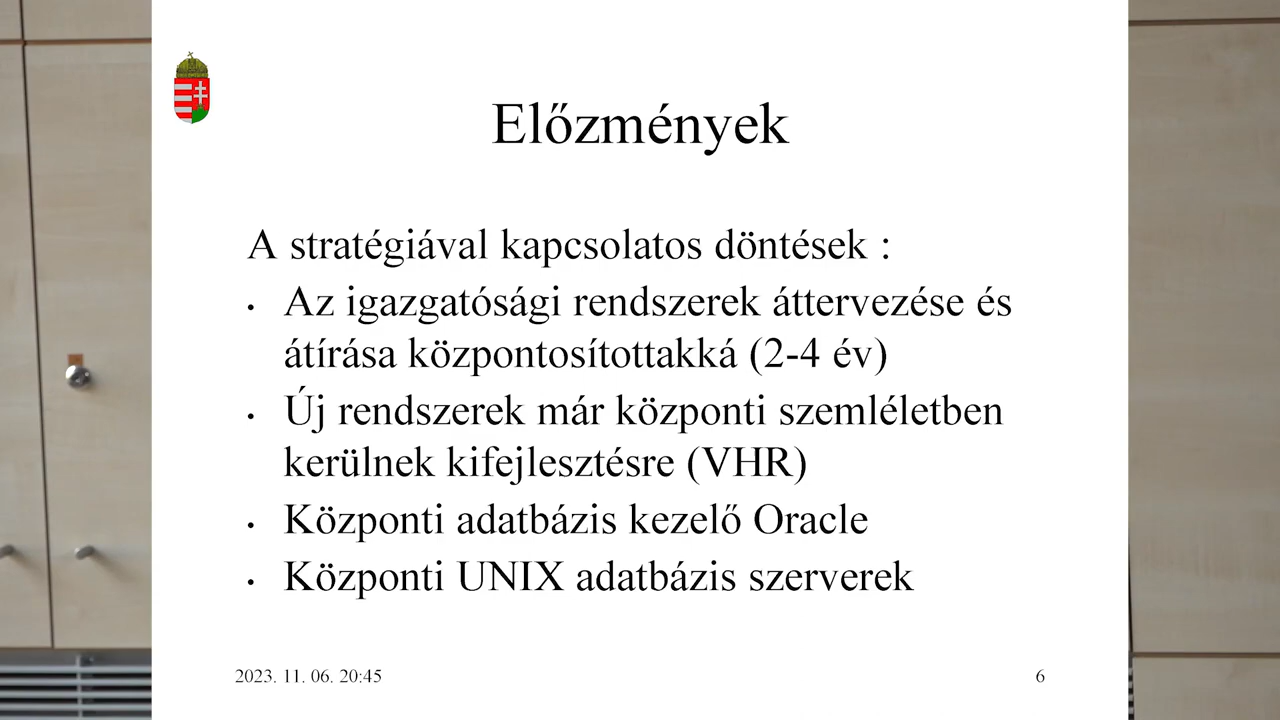 Előzmények
A stratégiával kapcsolatos döntések :
• Az igazgatósági rendszerek áttervezése és
átírása központosítottakká (2-4 év)
• Új rendszerek már központi szemléletben
kerülnek kifejlesztésre (VHR)
• Központi adatbázis kezelő Oracle
• Központi UNIX adatbázis szerverek
2023. 11. 06. 20:45
6